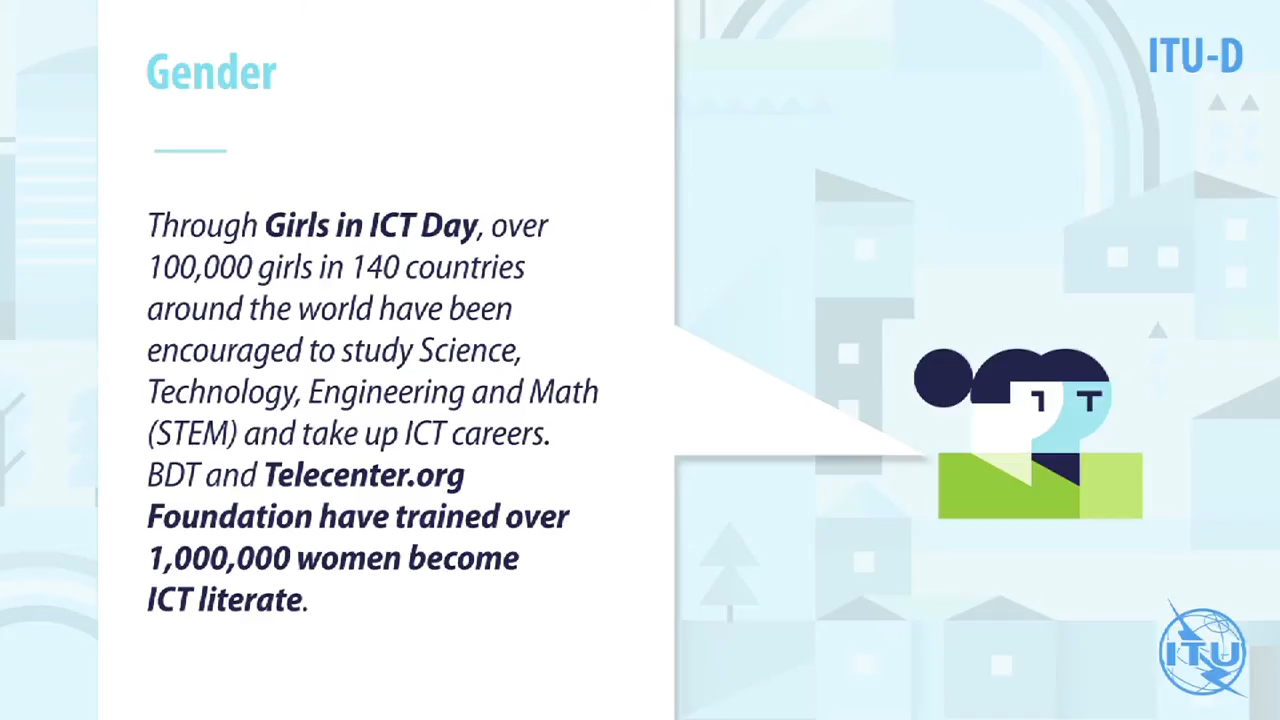 Gender
ITU-D
Through Girls in ICT Day, over
100,000 girls in 140 countries
around the world have been
encouraged to study Science,
Technology, Engineering and Math
(STEM) and take up ICT careers.
BDT and Telecenter.org
Foundation have trained over
1,000,000 women become
ICT literate.
ITU